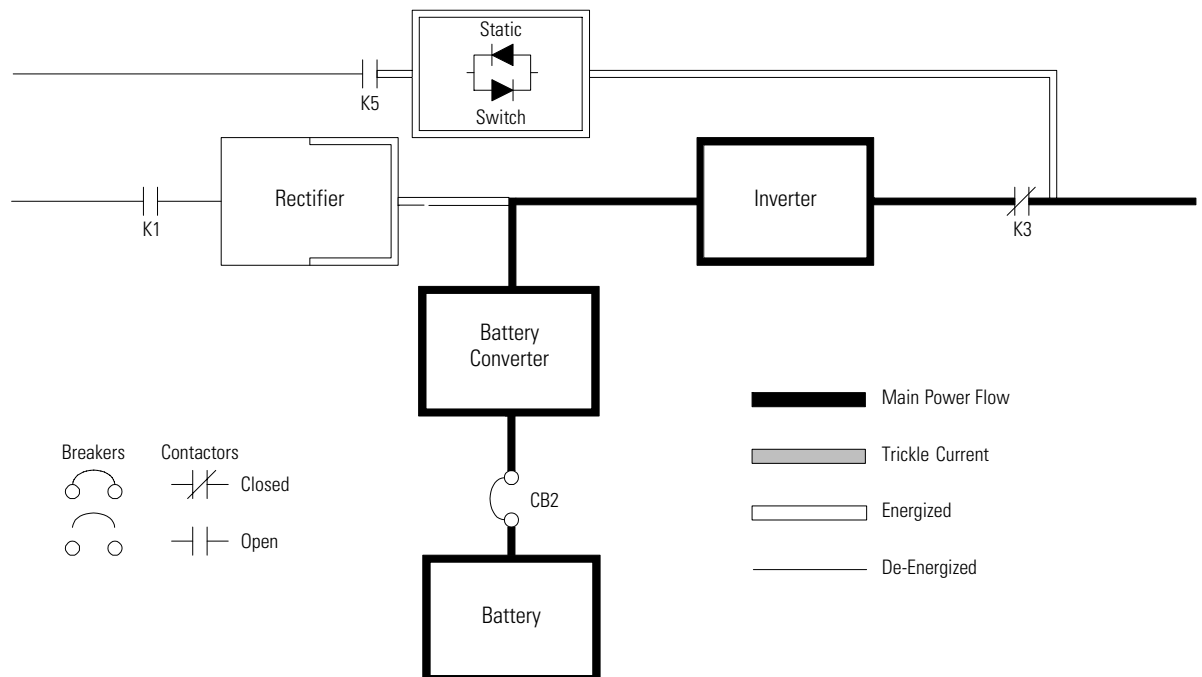 Static
K5
Switch
Rectifier
Inverter
K1
K3
Battery
Converter
Main Power Flow
Breakers
Contactors
Trickle Current
Closed
CB2
Energized
Open
De-Energized
Battery